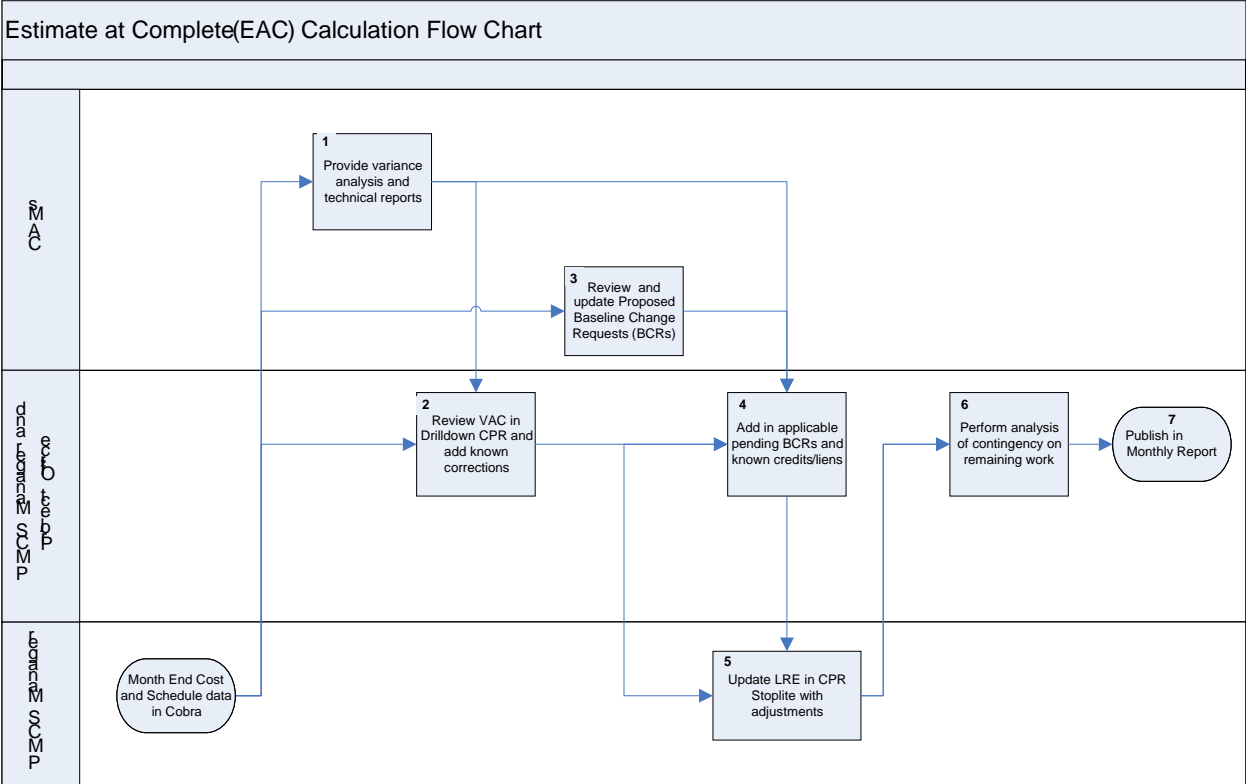 Estimate at Complete(EAC) Calculation Flow Chart
CAMs
1
Provide variance
analysis and
technical reports
3
Review and
update Proposed
Baseline Change
Requests (BCRs)
PMCS Manager and
Project Office
2
Review VAC in
Drilldown CPR and
add known
corrections
4
Add in applicable
pending BCRs and
known credits/liens
6
Perform analysis
of contingency on
remaining work
7
Publish in
Monthly Report
PMCS Manager
Month End Cost
and Schedule data
in Cobra
5
Update LRE in CPR
Stoplite with
adjustments